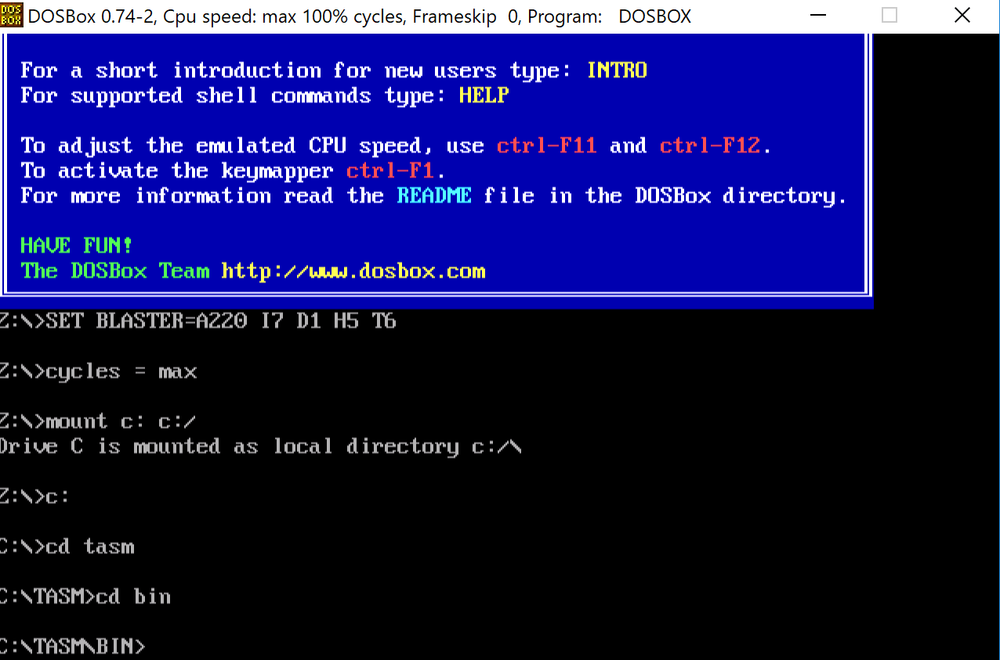 DOS
BOX
DOSBox 0.74-2, Cpu speed: max 100% cycles, Frameskip 0, Program: DOSBOX
For a short introduction for new users type: INTRO
For supported shell commands type: HELP
To adjust the emulated CPU speed, use ctrl-F11 and ctrl-F12.
To activate the keymapper ctrl-F1.
For more information read the README file in the DOSBox directory.
HAVE FUN!
The DOSBox Team http://www.dosbox.com
Z:\>SET BLASTER=A220 I7 D1 H5 T6
Z:\>cycles = max
Z:\>mount c: c:/
Drive C is mounted as local directory c:/\
Z:\>c:
C:\>cd tasm
C:\TASM>cd bin
C:\TASM\BIN>